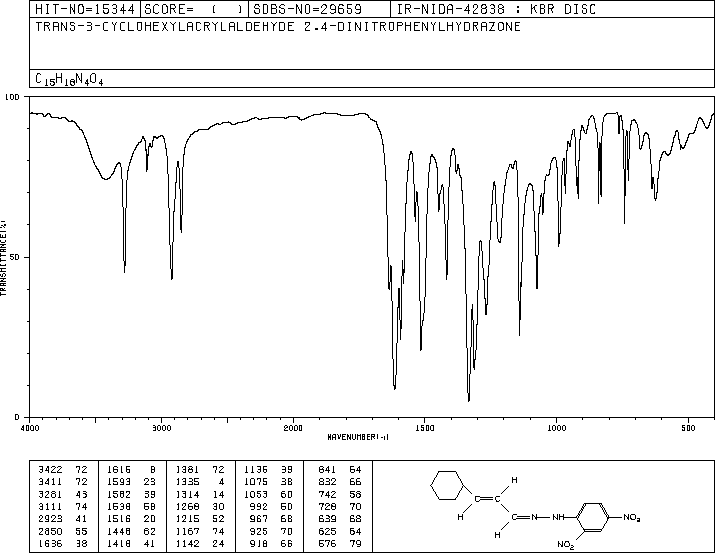 HIT-NO=15344 SCORE= ( ) SDBS-NO=29659 IR-NIDA-42838 : KBR DISC
TRANS-3-CYCLOHEXYLACRYLALDEHYDE 2,4-DINITROPHENYLHYDRAZONE
C15H18N4O4
100
50
0
TRANSMITTANCE(%)
4000 3000 2000 1500 1000 500
WAVENUMBER(-1)
3422 72 1615 8 1381 72 1136 39 841 64
3411 72 1593 23 1335 4 1075 38 832 66
3281 43 1582 39 1314 14 1053 60 742 58
3111 74 1538 58 1268 30 992 50 728 70
2923 41 1516 20 1215 52 967 68 639 68
2850 55 1448 62 1167 74 925 70 625 64
1636 38 1418 41 1142 24 918 66 576 79
H
C=C
H
C=N—NH
H
NO2
NO2